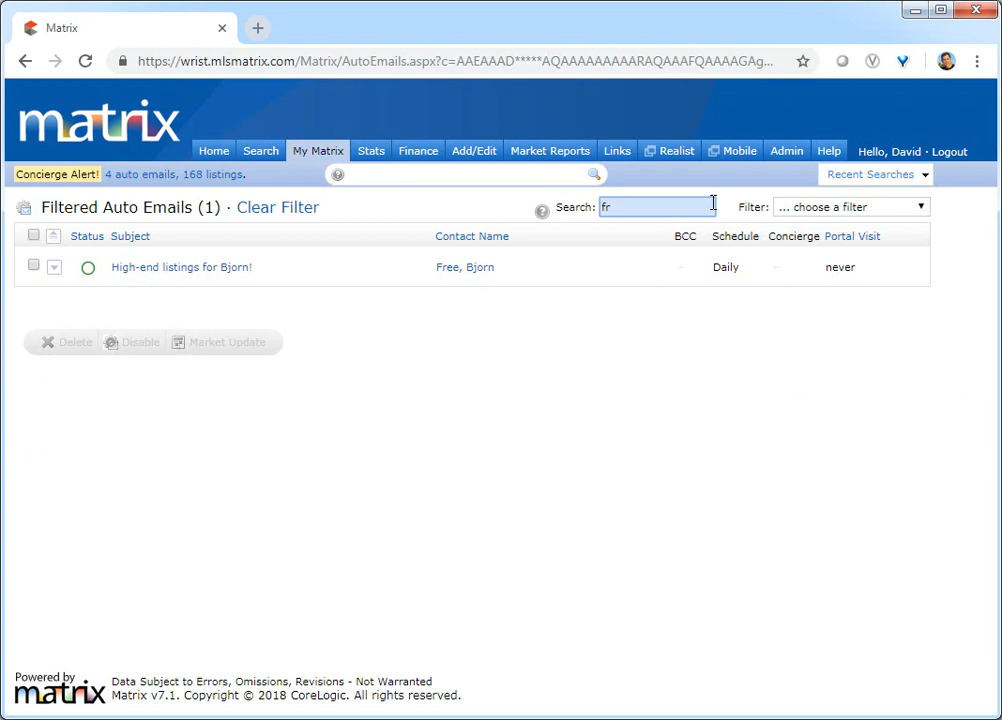 Matrix
https://wrist.mlsmatrix.com/Matrix/AutoEmails.aspx?c=AAEAAAD*****AQAAAAAAAAARAQAAAFQAAAAGAg...
matrix
Home Search My Matrix Stats Finance Add/Edit Market Reports Links Realist Mobile Admin Help Hello, David · Logout
Concierge Alert! 4 auto emails, 168 listings. Recent Searches
Filtered Auto Emails (1) · Clear Filter Search: fr Filter: ... choose a filter
Status Subject Contact Name BCC Schedule Concierge Portal Visit
High-end listings for Bjorn! Free, Bjorn - Daily - never
Delete Disable Market Update
Powered by
matrix
Data Subject to Errors, Omissions, Revisions - Not Warranted
Matrix v7.1. Copyright © 2018 CoreLogic. All rights reserved.